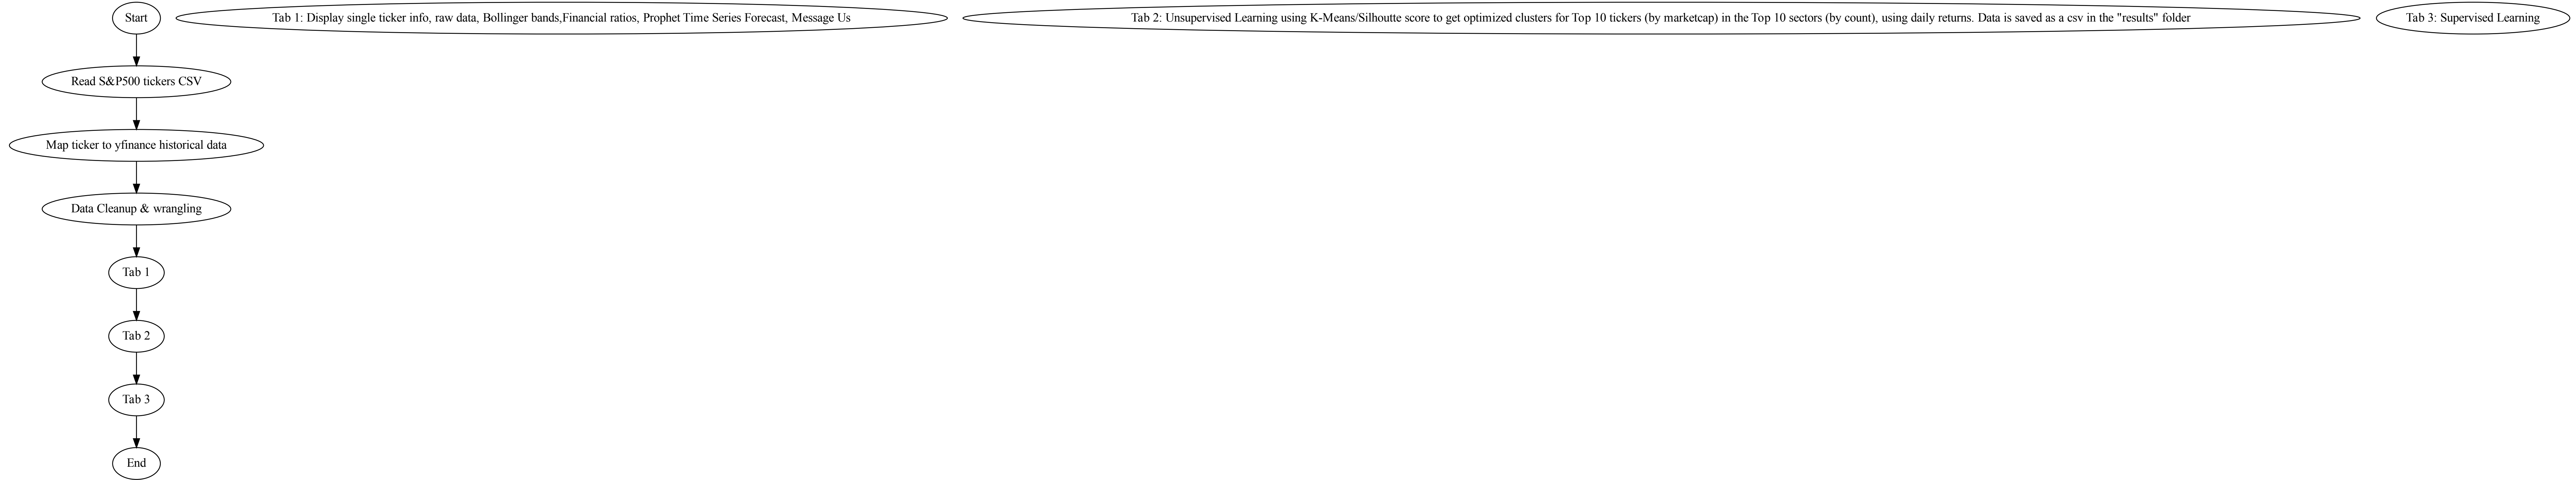 Start
Tab 1: Display single ticker info, raw data, Bollinger bands,Financial ratios, Prophet Time Series Forecast, Message Us
Tab 2: Unsupervised Learning using K-Means/Silhoutte score to get optimized clusters for Top 10 tickers (by marketcap) in the Top 10 sectors (by count), using daily returns. Data is saved as a csv in the "results" folder
Tab 3: Supervised Learning
Read S&P500 tickers CSV
Map ticker to yfinance historical data
Data Cleanup & wrangling
Tab 1
Tab 2
Tab 3
End